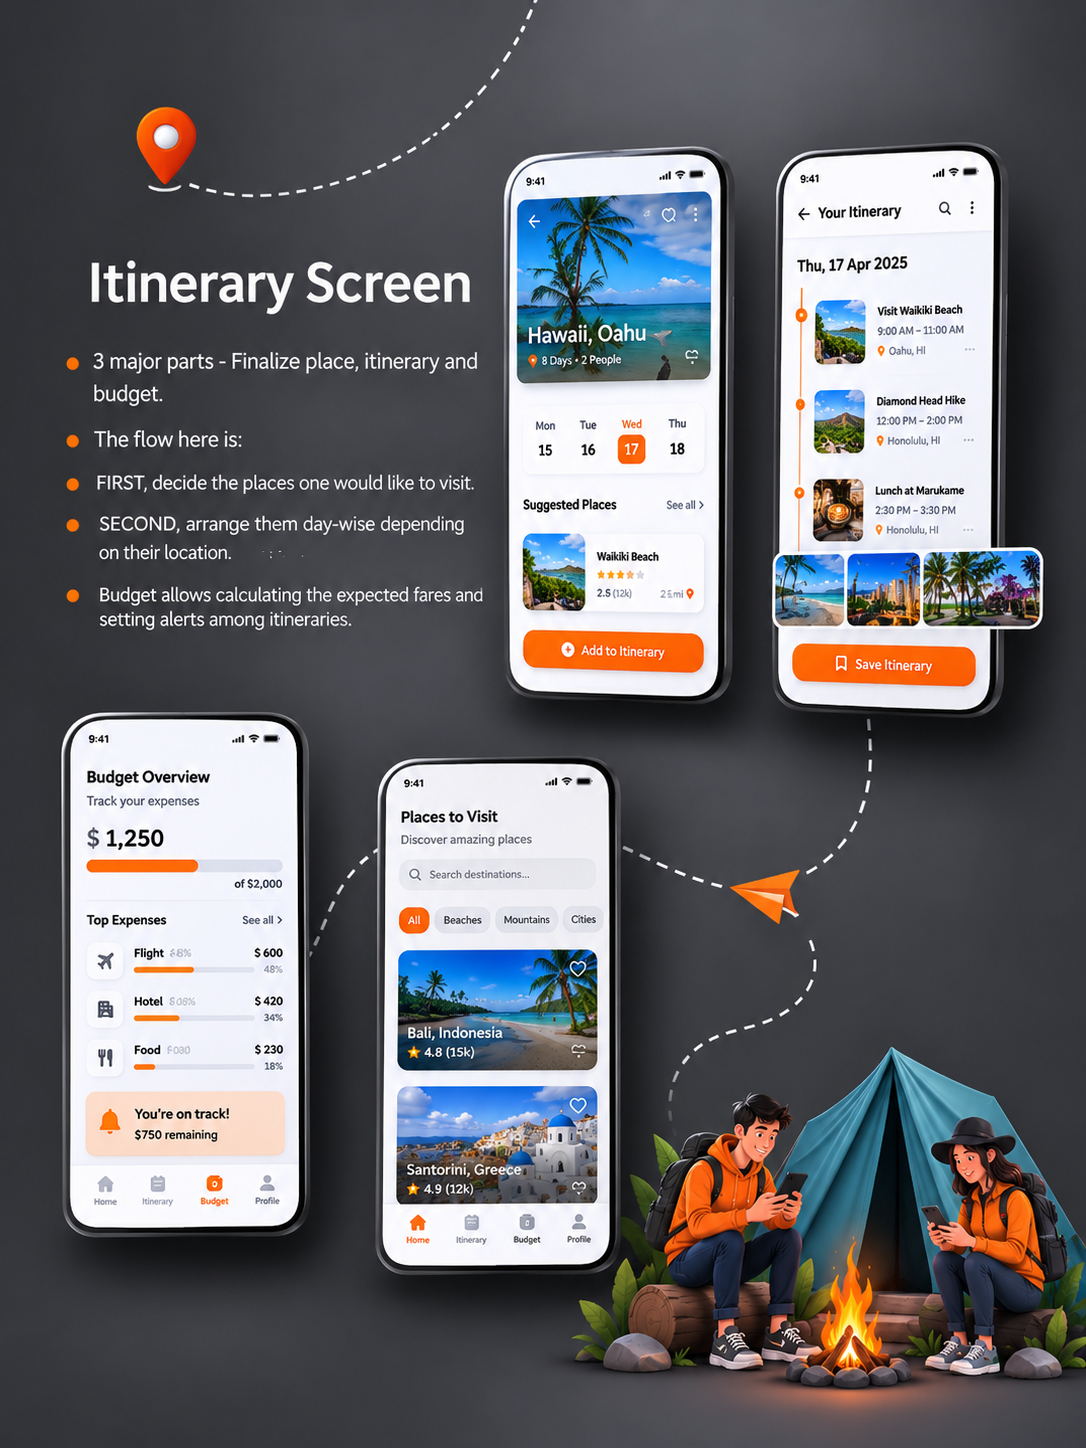 Itinerary Screen
3 major parts - Finalize place, itinerary and
budget.
The flow here is:
FIRST, decide the places one would like to visit.
SECOND, arrange them day-wise depending
on their location.
Budget allows calculating the expected fares and
setting alerts among itineraries.
9:41
Hawaii, Oahu
8 Days • 2 People
Mon Tue Wed Thu
15 16 17 18
Suggested Places See all >
Waikiki Beach
2.5 (12k)
Add to Itinerary
9:41
Your Itinerary
Thu, 17 Apr 2025
Visit Waikiki Beach
9:00 AM – 11:00 AM
Oahu, HI
Diamond Head Hike
12:00 PM – 2:00 PM
Honolulu, HI
Lunch at Marukame
2:30 PM – 3:30 PM
Honolulu, HI
Save Itinerary
9:41
Budget Overview
Track your expenses
$ 1,250
of $2,000
Top Expenses See all >
Flight $ 600
48%
Hotel $ 420
34%
Food $ 230
18%
You're on track!
$750 remaining
Home Itinerary Budget Profile
9:41
Places to Visit
Discover amazing places
Search destinations...
All Beaches Mountains Cities
Bali, Indonesia
4.8 (15k)
Santorini, Greece
4.9 (12k)
Home Itinerary Budget Profile